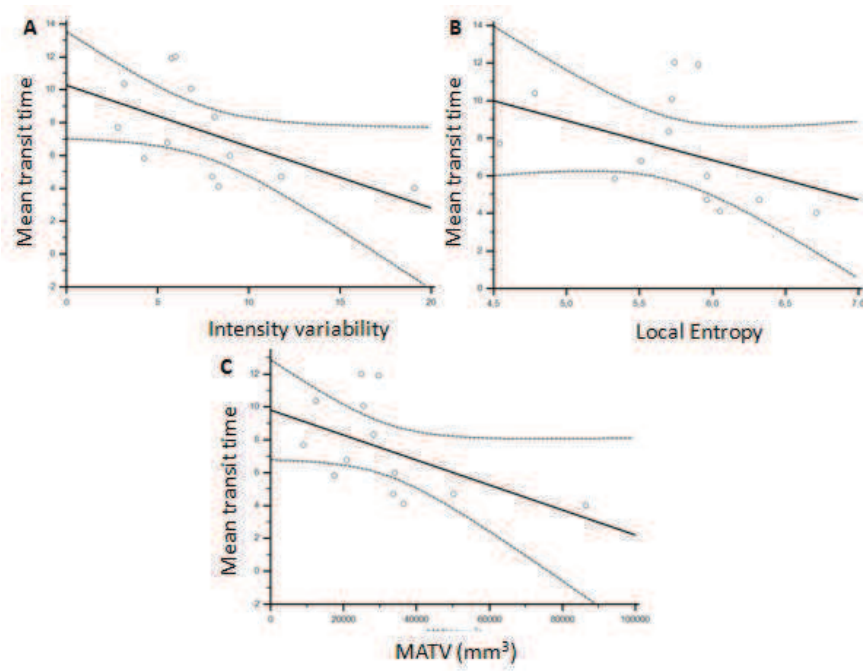 A
Mean transit time
14
12
10
8
6
4
2
0
-2
0 5 10 15 20
Intensity variability
B
Mean transit time
14
12
10
8
6
4
2
0
4,5 5,0 5,5 6,0 6,5 7,0
Local Entropy
C
Mean transit time
12
10
8
6
4
2
0
-2
0 20000 40000 60000 80000 100000
MATV (mm³)